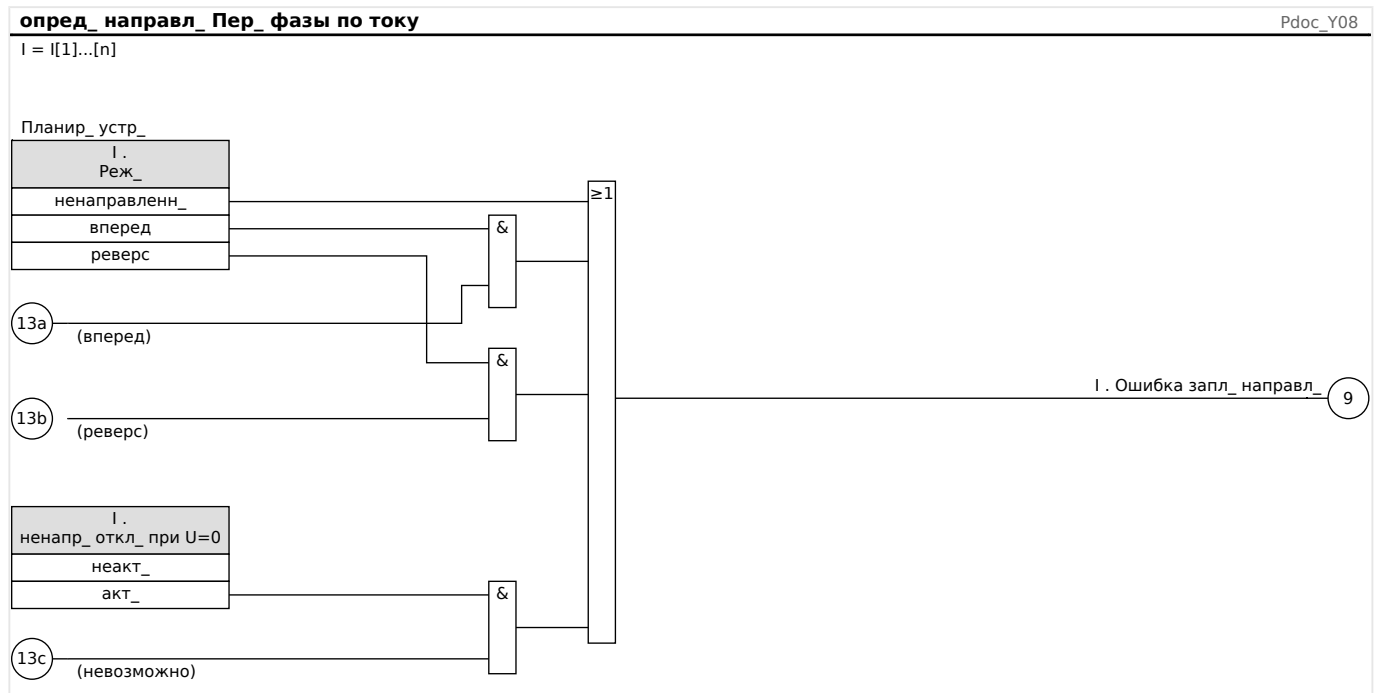 опред_ направл_ Пер_ фазы по току
Pdoc_Y08
I = I[1]...[n]
Планир_ устр_
I .
Реж_
ненаправленн_
вперед
реверс
≥1
&
13a
(вперед)
&
13b
(реверс)
I . Ошибка запл_ направл_
9
I .
ненапр_ откл_ при U=0
неакт_
акт_
&
13c
(невозможно)